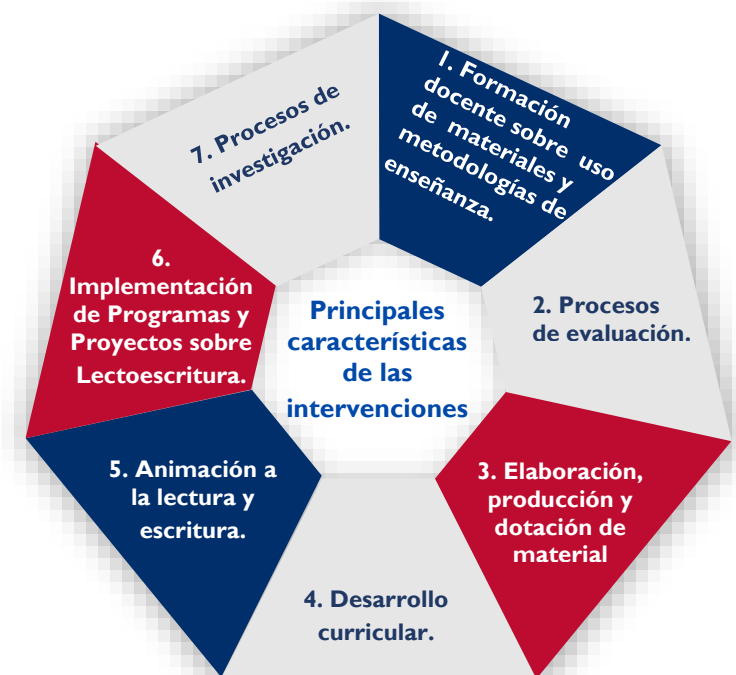 1. Formación
docente sobre uso
de materiales y
metodologías de
enseñanza.
2. Procesos
de evaluación.
3. Elaboración,
producción y
dotación de
material
4. Desarrollo
curricular.
5. Animación a
la lectura y
escritura.
6.
Implementación
de Programas y
Proyectos sobre
Lectoescritura.
7. Procesos de
investigación.
Principales
características
de las
intervenciones